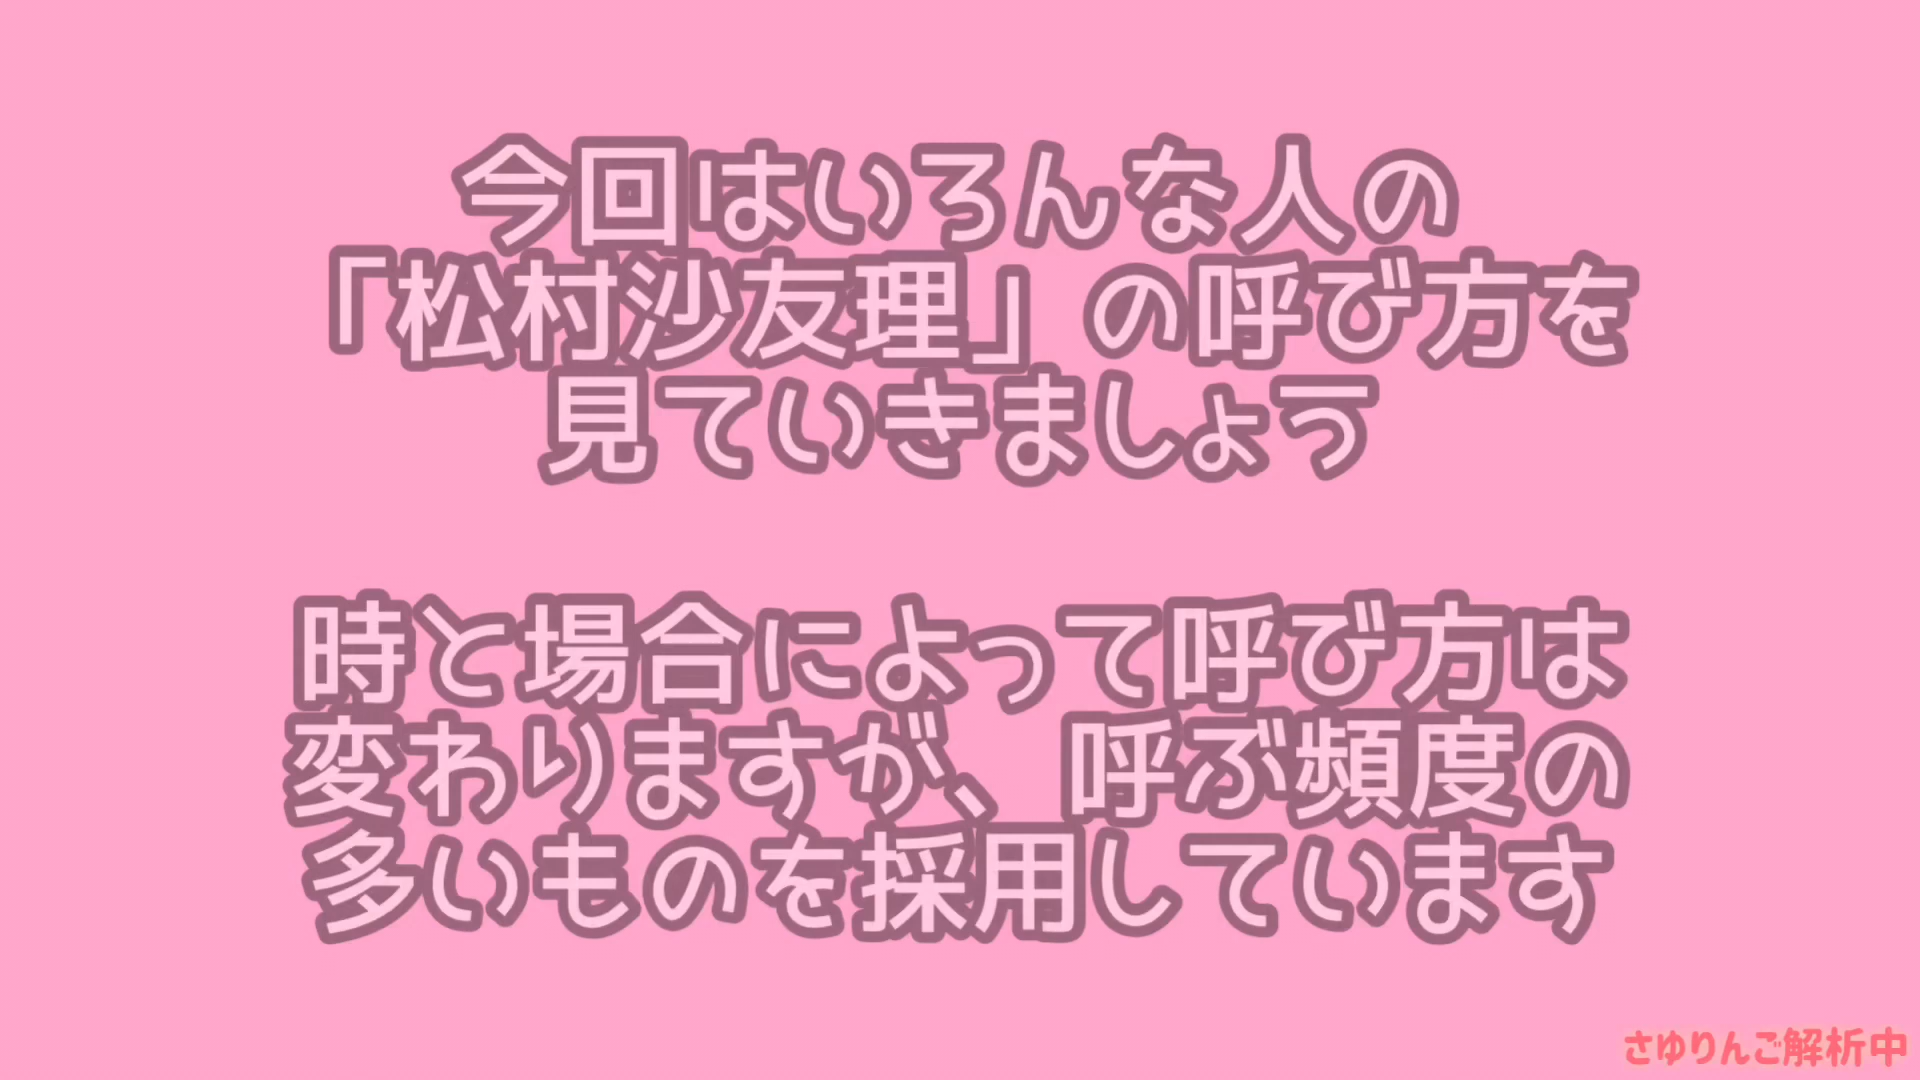 今回はいろんな人の
「松村沙友理」の呼び方を
見ていきましょう
時と場合によって呼び方は
変わりますが、呼ぶ頻度の
多いものを採用しています
さゆりんご解析中